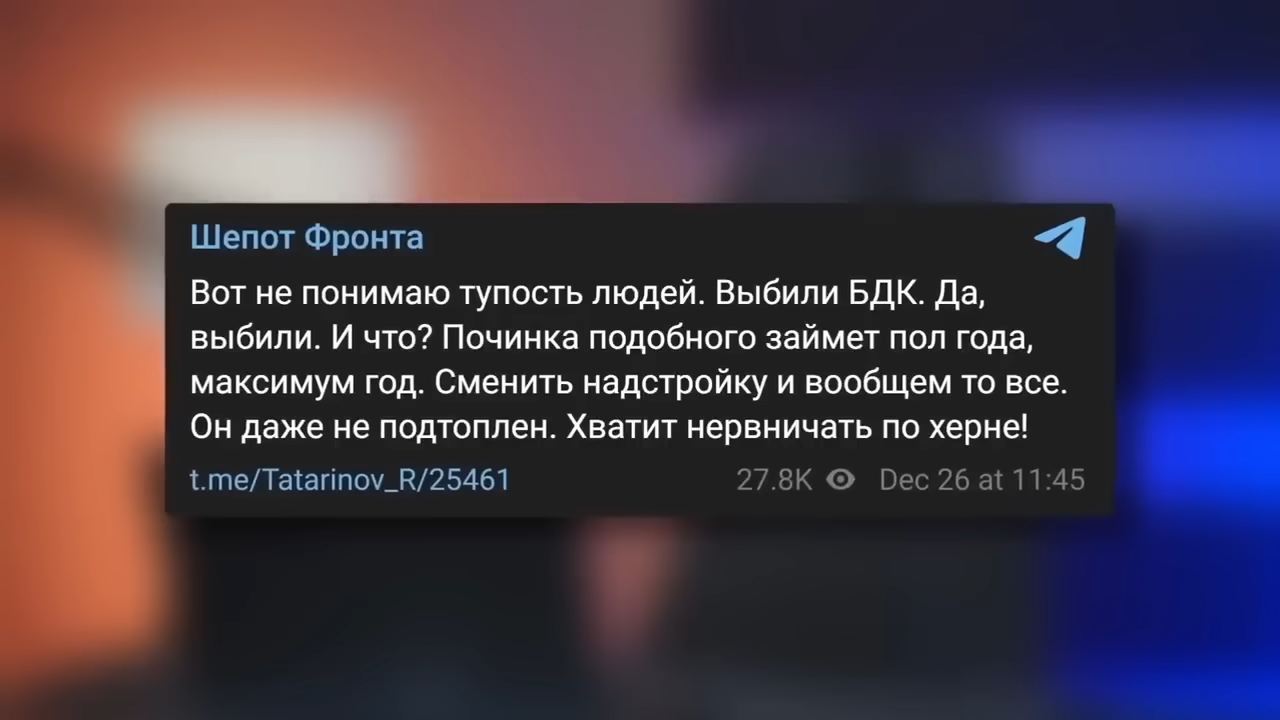 Шепот Фронта
Вот не понимаю тупость людей. Выбили БДК. Да,
выбили. И что? Починка подобного займет пол года,
максимум год. Сменить надстройку и вообщем то все.
Он даже не подтоплен. Хватит нервничать по херне!
t.me/Tatarinov_R/25461 27.8K Dec 26 at 11:45